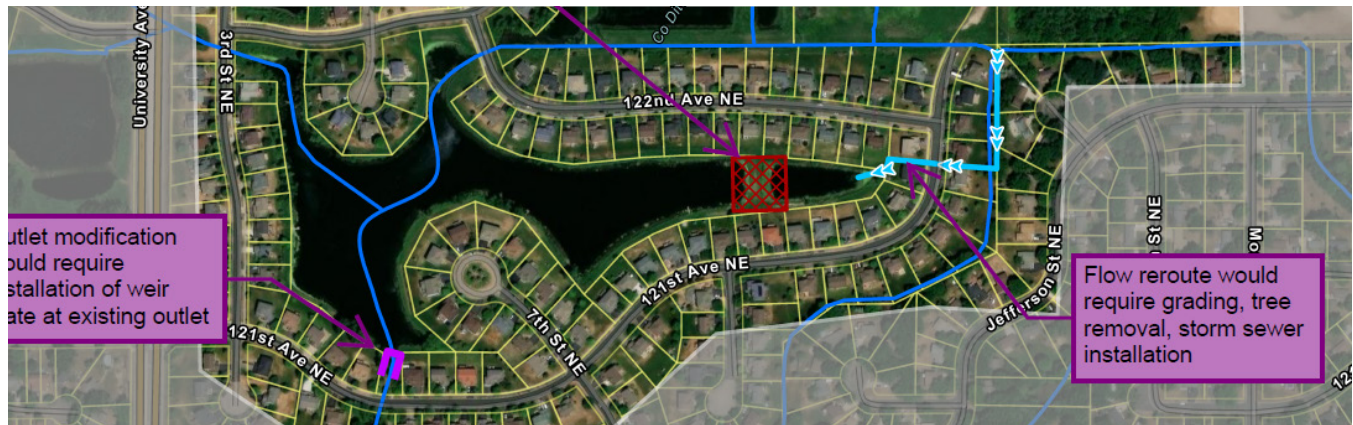 University Ave
3rd St NE
Co Dit
122nd Ave NE
utlet modification
ould require
stallation of weir
ate at existing outlet
121st Ave NE
7th St NE
121st Ave NE
Jefferson St NE
Flow reroute would
require grading, tree
removal, storm sewer
installation
St NE
Mo